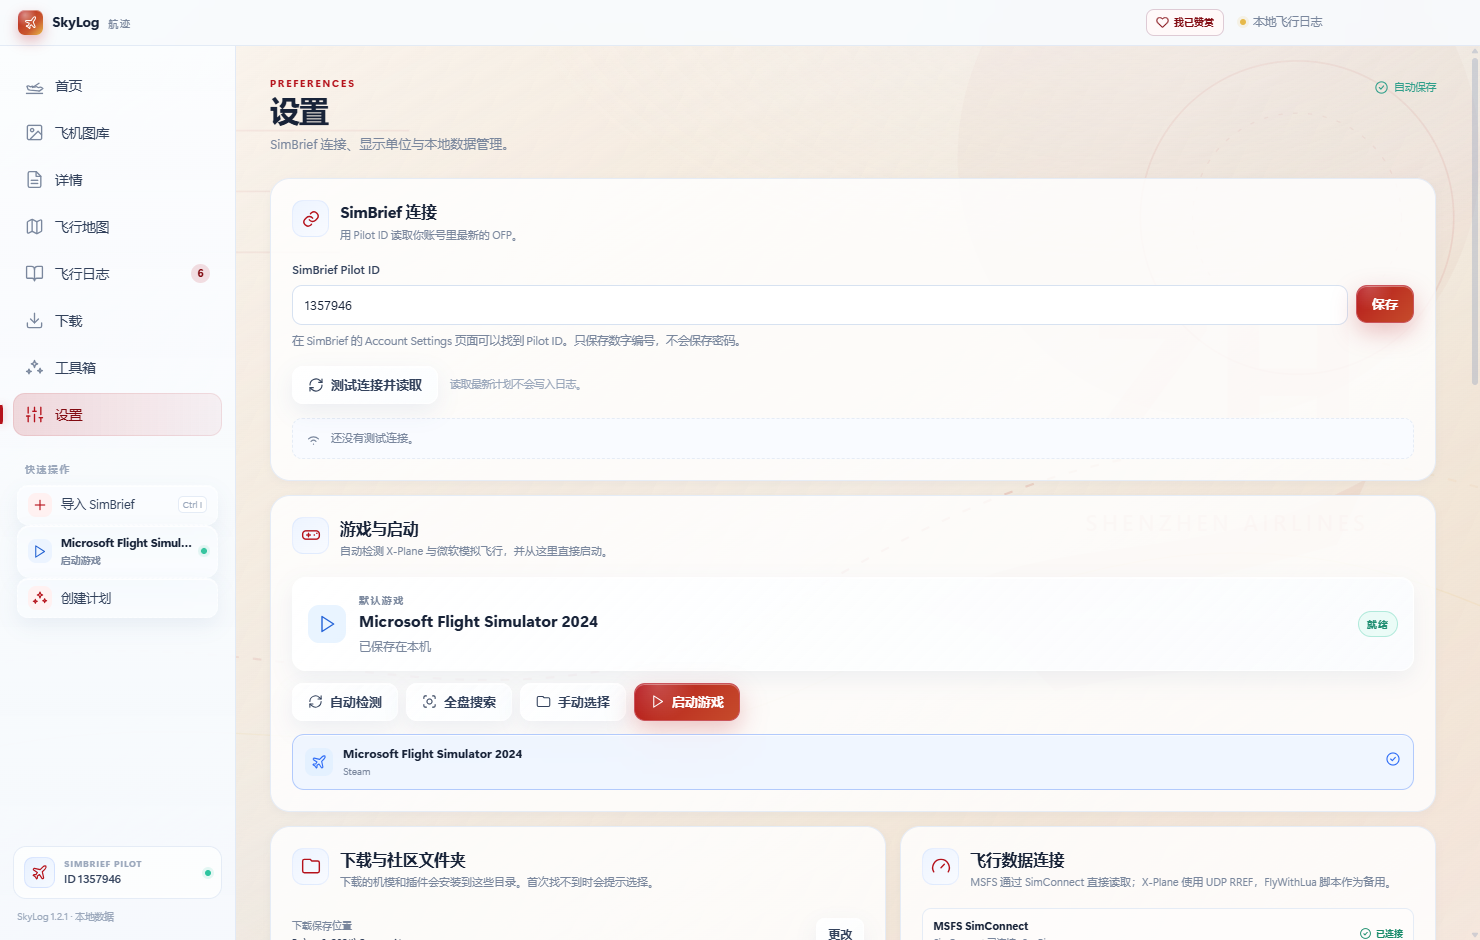 SkyLog 航迹
我已赞赏
本地飞行日志
首页
飞机图库
详情
飞行地图
飞行日志 6
下载
工具箱
设置
快速操作
导入 SimBrief Ctrl I
Microsoft Flight Simul...
启动游戏
创建计划
SIMBRIEF PILOT
ID 1357946
SkyLog 1.2.1 · 本地数据
PREFERENCES
设置
SimBrief 连接、显示单位与本地数据管理。
自动保存
SimBrief 连接
用 Pilot ID 读取你账号里最新的 OFP。
SimBrief Pilot ID
1357946
保存
在 SimBrief 的 Account Settings 页面可以找到 Pilot ID。只保存数字编号，不会保存密码。
测试连接并读取
读取最新计划不会写入日志。
还没有测试连接。
SHENZHEN AIRLINES
游戏与启动
自动检测 X-Plane 与微软模拟飞行，并从这里直接启动。
默认游戏
Microsoft Flight Simulator 2024
已保存在本机
就绪
自动检测
全盘搜索
手动选择
启动游戏
Microsoft Flight Simulator 2024
Steam
下载与社区文件夹
下载的机模和插件会安装到这些目录。首次找不到时会提示选择。
下载保存位置
更改
飞行数据连接
MSFS 通过 SimConnect 直接读取；X-Plane 使用 UDP RREF，FlyWithLua 脚本作为备用。
MSFS SimConnect
已连接